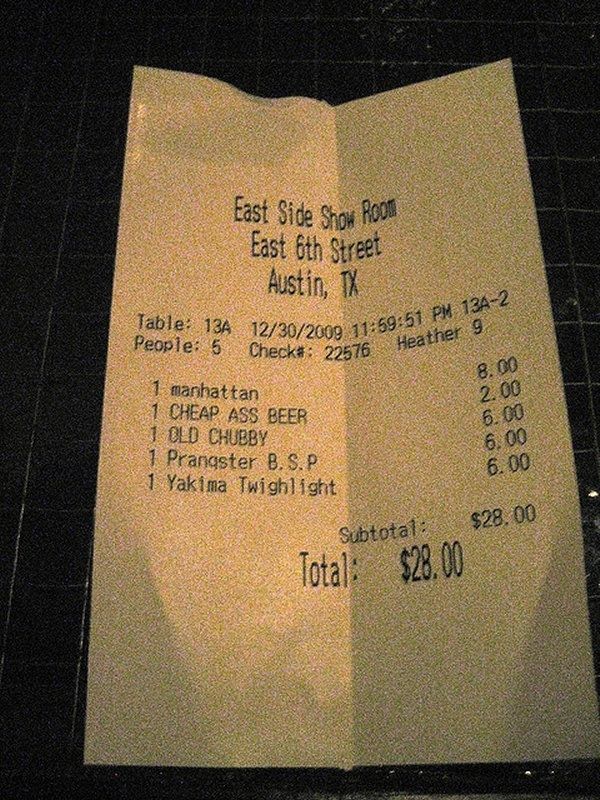 East Side Show Room
East 6th Street
Austin, TX
Table: 13A 12/30/2009 11:59:51 PM 13A-2
People: 5 Check#: 22576 Heather 9
1 manhattan 8.00
1 CHEAP ASS BEER 2.00
1 OLD CHUBBY 6.00
1 Prangster B.S.P 6.00
1 Yakima Twighlight 6.00
Subtotal: $28.00
Total: $28.00